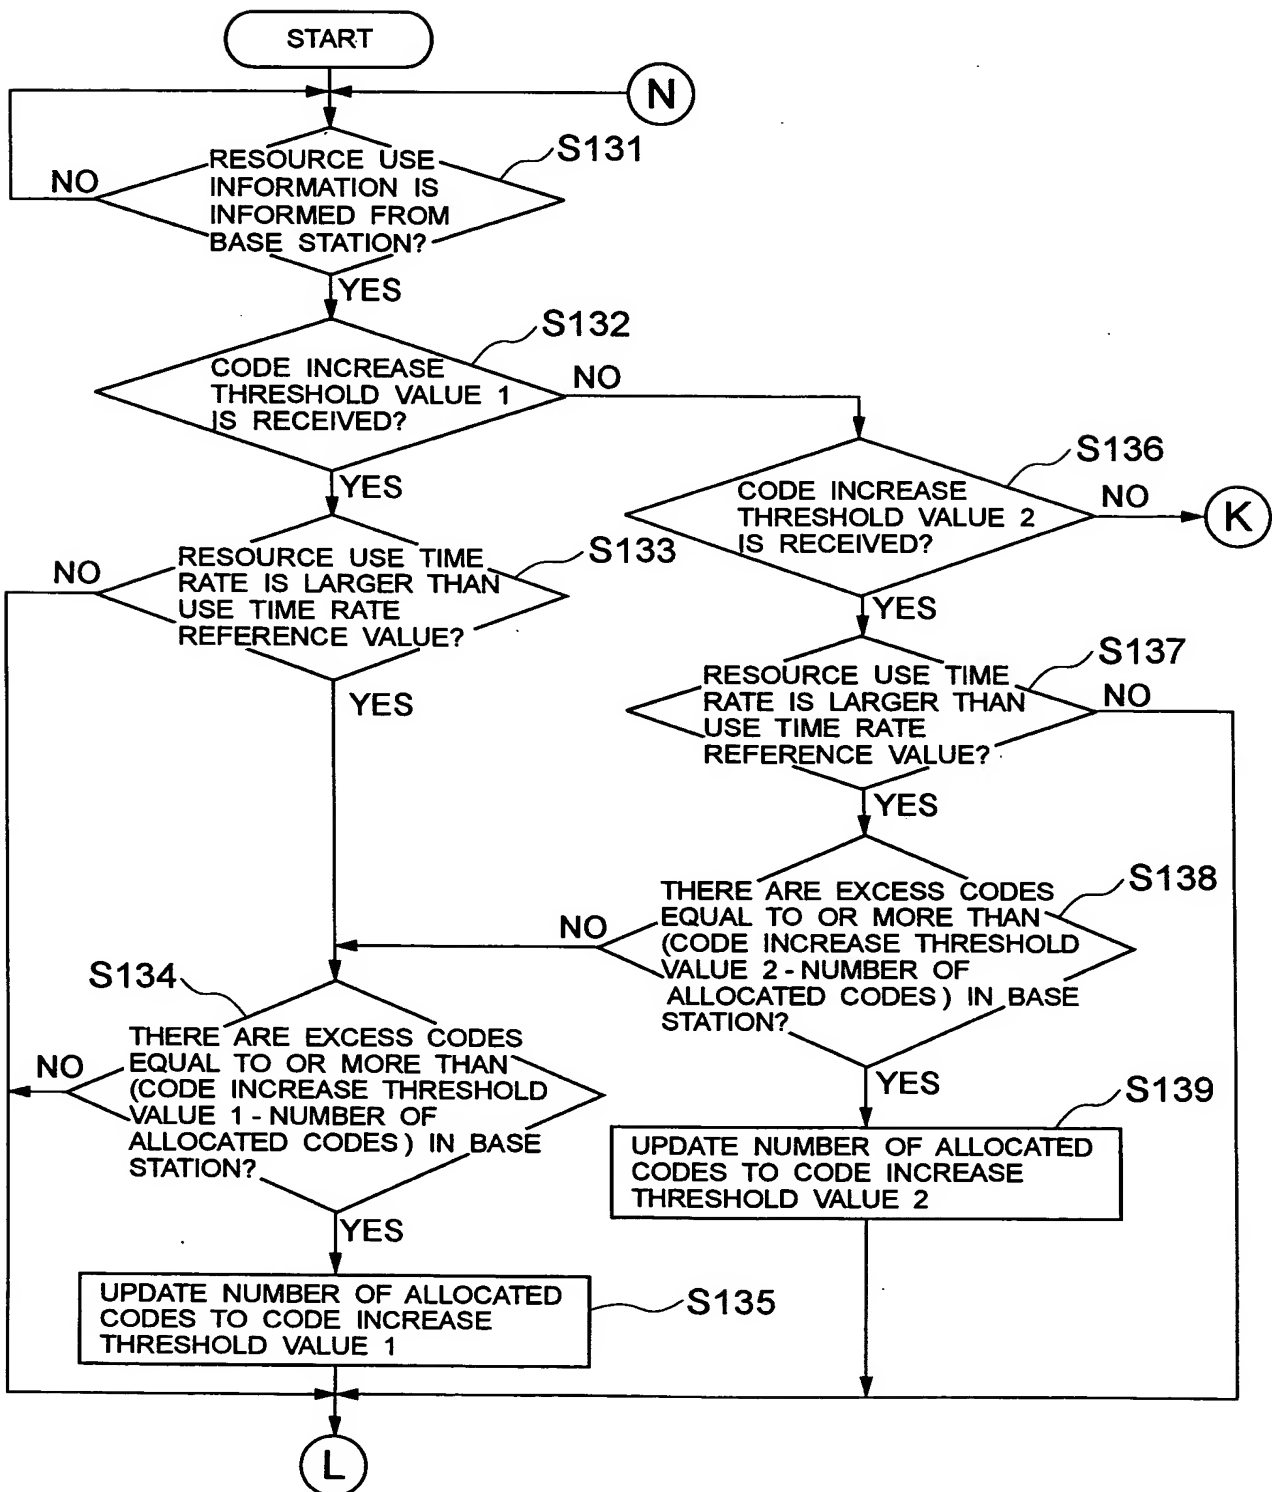 START
N
S131
RESOURCE USE
INFORMATION IS
INFORMED FROM
BASE STATION?
NO
YES
S132
CODE INCREASE
THRESHOLD VALUE 1
IS RECEIVED?
NO
YES
S136
CODE INCREASE
THRESHOLD VALUE 2
IS RECEIVED?
NO
K
YES
S133
RESOURCE USE TIME
RATE IS LARGER THAN
USE TIME RATE
REFERENCE VALUE?
NO
YES
S137
RESOURCE USE TIME
RATE IS LARGER THAN
USE TIME RATE
REFERENCE VALUE?
NO
YES
S138
THERE ARE EXCESS CODES
EQUAL TO OR MORE THAN
(CODE INCREASE THRESHOLD
VALUE 2 - NUMBER OF
ALLOCATED CODES) IN BASE
STATION?
NO
YES
S134
THERE ARE EXCESS CODES
EQUAL TO OR MORE THAN
(CODE INCREASE THRESHOLD
VALUE 1 - NUMBER OF
ALLOCATED CODES) IN BASE
STATION?
NO
YES
S139
UPDATE NUMBER OF ALLOCATED
CODES TO CODE INCREASE
THRESHOLD VALUE 2
S135
UPDATE NUMBER OF ALLOCATED
CODES TO CODE INCREASE
THRESHOLD VALUE 1
L